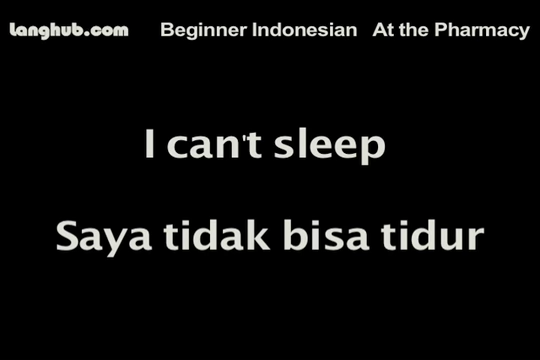 Langhub.com Beginner Indonesian At the Pharmacy
I can't sleep
Saya tidak bisa tidur